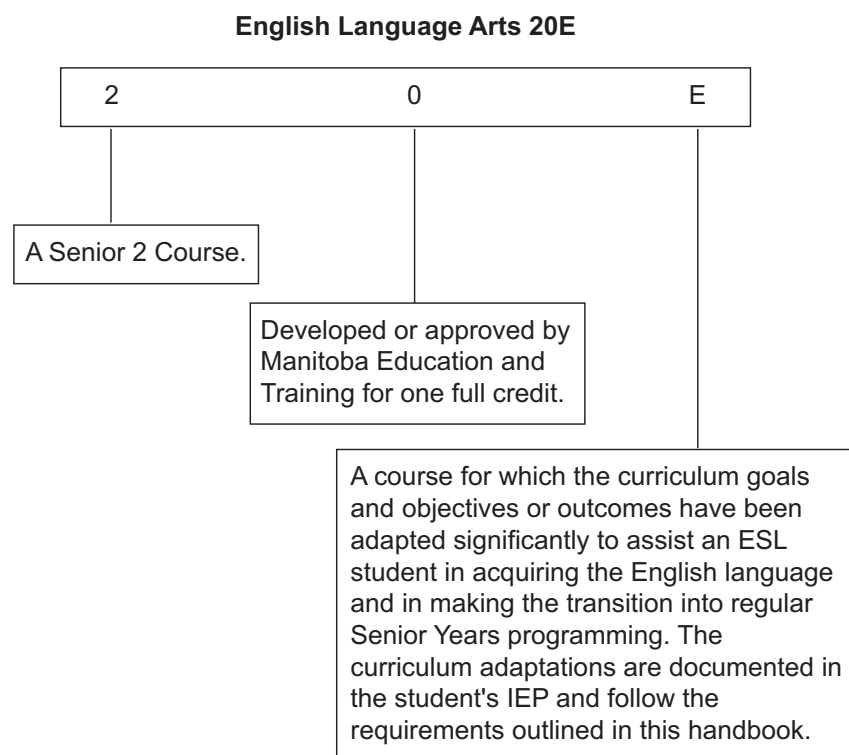 English Language Arts 20E
2 0 E
A Senior 2 Course.
Developed or approved by
Manitoba Education and
Training for one full credit.
A course for which the curriculum goals
and objectives or outcomes have been
adapted significantly to assist an ESL
student in acquiring the English language
and in making the transition into regular
Senior Years programming. The
curriculum adaptations are documented in
the student's IEP and follow the
requirements outlined in this handbook.